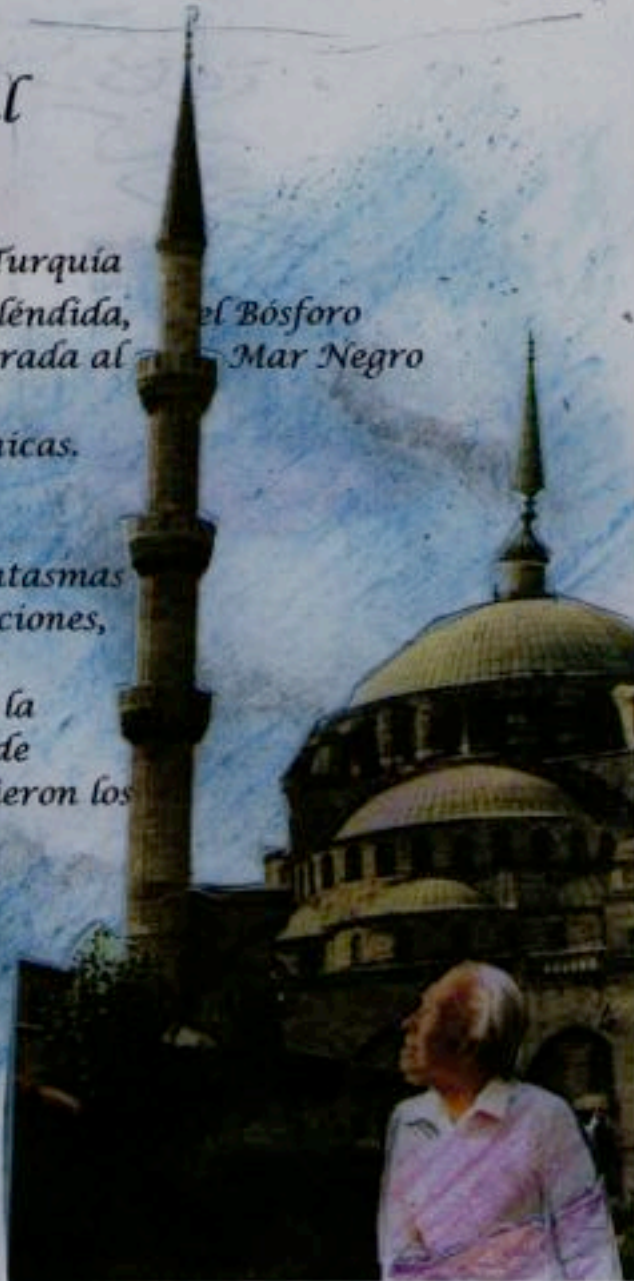 l
Turquía
léndida, el Bósforo
rada al Mar Negro
nicas.
ntasmas
ciones,
la
de
ieron los